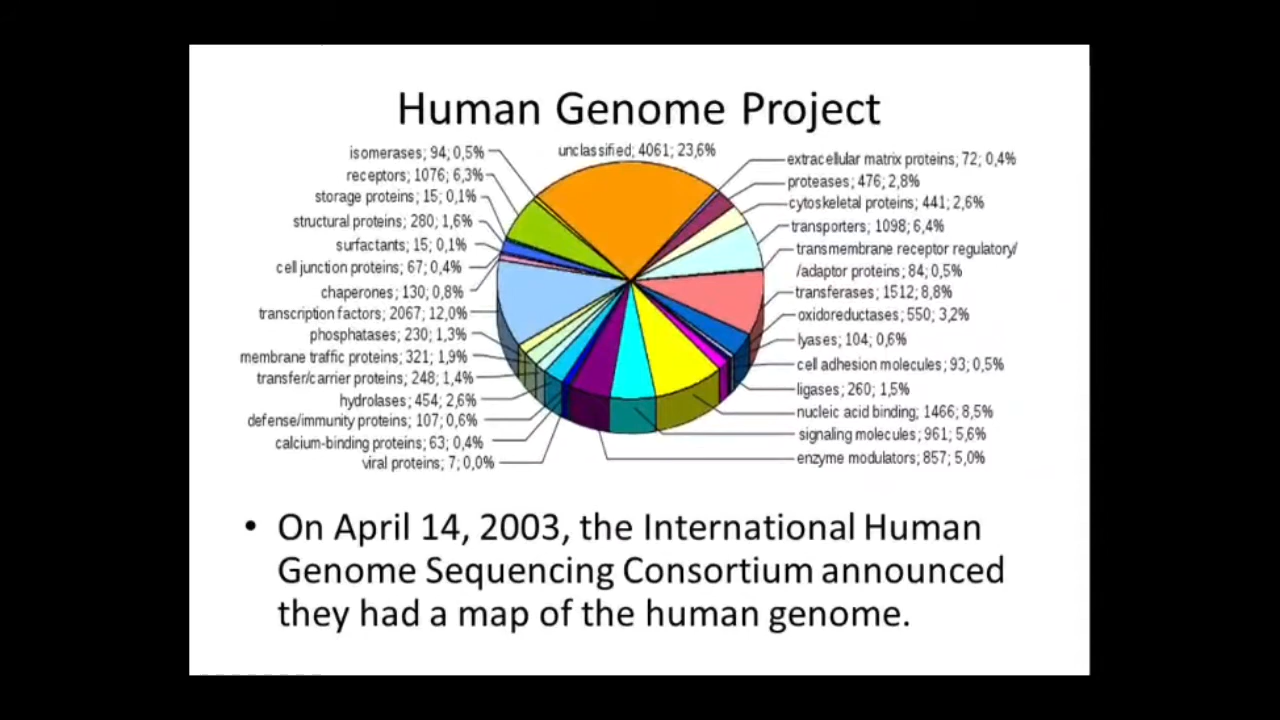 Human Genome Project
unclassified; 4061; 23,6%
isomerases; 94; 0,5%
receptors; 1076; 6,3%
storage proteins; 15; 0,1%
structural proteins; 280; 1,6%
surfactants; 15; 0,1%
cell junction proteins; 67; 0,4%
chaperones; 130; 0,8%
transcription factors; 2067; 12,0%
phosphatases; 230; 1,3%
membrane traffic proteins; 321; 1,9%
transfer/carrier proteins; 248; 1,4%
hydrolases; 454; 2,6%
defense/immunity proteins; 107; 0,6%
calcium-binding proteins; 63; 0,4%
viral proteins; 7; 0,0%
extracellular matrix proteins; 72; 0,4%
proteases; 476; 2,8%
cytoskeletal proteins; 441; 2,6%
transporters; 1098; 6,4%
transmembrane receptor regulatory/
/adaptor proteins; 84; 0,5%
transferases; 1512; 8,8%
oxidoreductases; 550; 3,2%
lyases; 104; 0,6%
cell adhesion molecules; 93; 0,5%
ligases; 260; 1,5%
nucleic acid binding; 1466; 8,5%
signaling molecules; 961; 5,6%
enzyme modulators; 857; 5,0%
• On April 14, 2003, the International Human
Genome Sequencing Consortium announced
they had a map of the human genome.